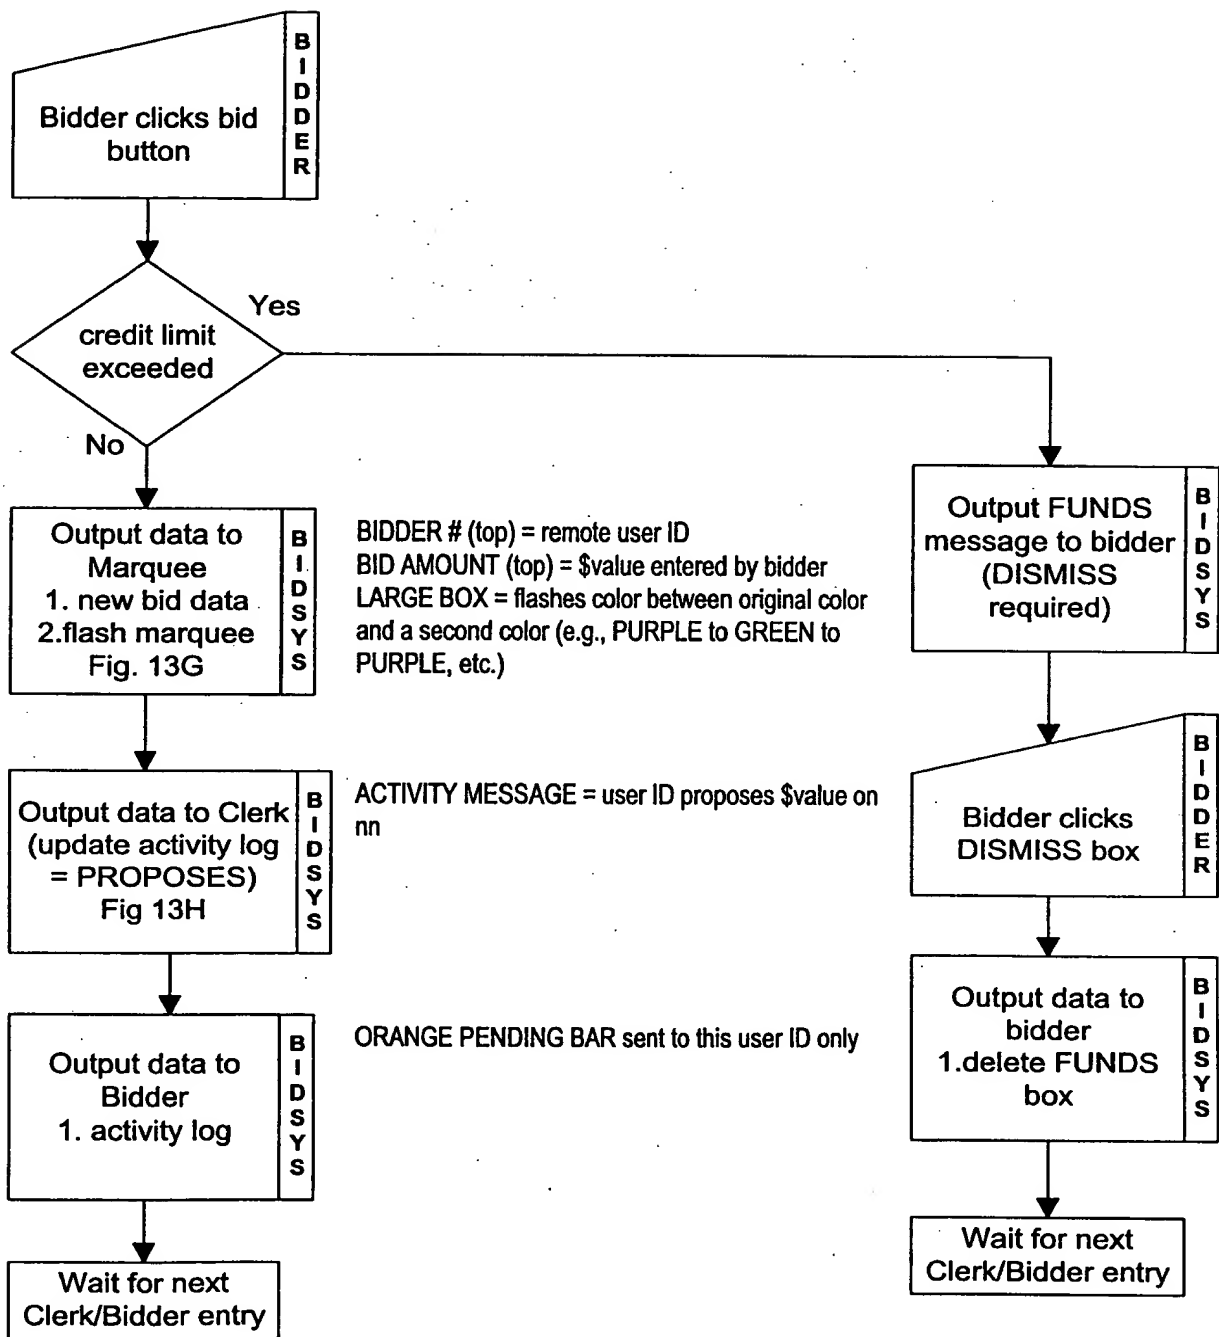 Bidder clicks bid
button
BIDDER
credit limit
exceeded
Yes
No
Output data to
Marquee
1. new bid data
2.flash marquee
Fig. 13G
BIDSYS
BIDDER # (top) = remote user ID
BID AMOUNT (top) = $value entered by bidder
LARGE BOX = flashes color between original color
and a second color (e.g., PURPLE to GREEN to
PURPLE, etc.)
Output data to Clerk
(update activity log
= PROPOSES)
Fig 13H
BIDSYS
ACTIVITY MESSAGE = user ID proposes $value on
nn
Output data to
Bidder
1. activity log
BIDSYS
ORANGE PENDING BAR sent to this user ID only
Wait for next
Clerk/Bidder entry
Output FUNDS
message to bidder
(DISMISS
required)
BIDSYS
Bidder clicks
DISMISS box
BIDDER
Output data to
bidder
1.delete FUNDS
box
BIDSYS
Wait for next
Clerk/Bidder entry